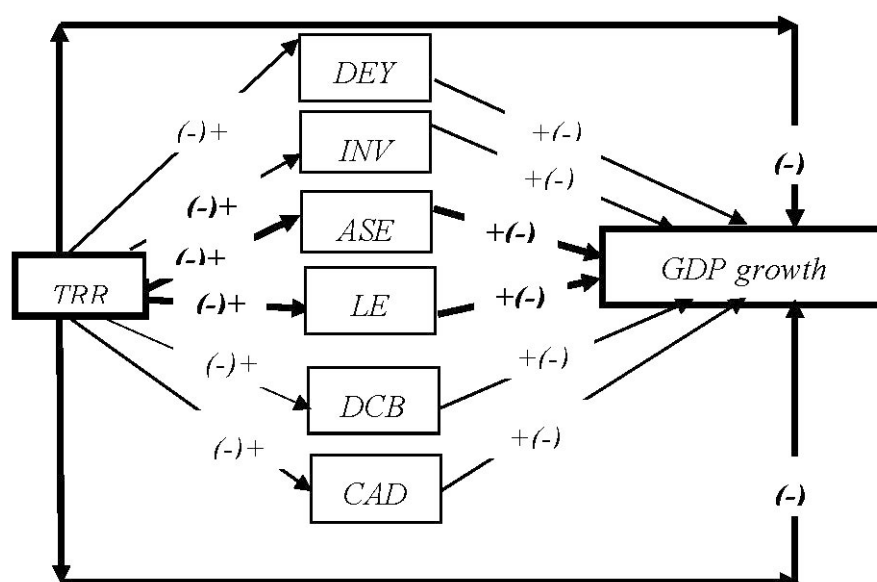 DEY
(-)+
+(-)
INV
+(-)
(-)
(-)+
ASE
+(-)
(-)+
GDP growth
TRR
(-)+
LE
+(-)
(-)+
DCB
+(-)
(-)+
+(-)
CAD
(-)